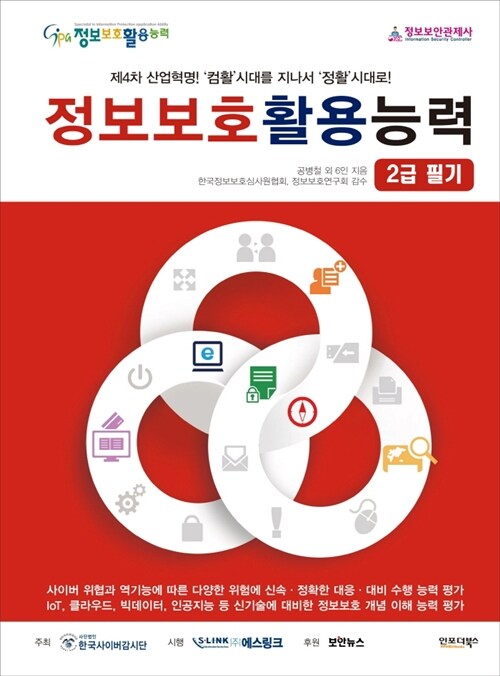 Specialist in Information Protection application ability
Sipa 정보보호활용능력
정보보안관제사
Information Security Controller
제4차 산업혁명! ‘컴활’시대를 지나서 ‘정활’시대로!
정보보호활용능력
공병철 외 6인 지음
한국정보보호심사원협회, 정보보호연구회 감수
2급 필기
사이버 위협과 역기능에 따른 다양한 위험에 신속·정확한 대응·대비 수행 능력 평가
IoT, 클라우드, 빅데이터, 인공지능 등 신기술에 대비한 정보보호 개념 이해 능력 평가
주최 사단법인 한국사이버감시단 시행 S-LINK (주)에스링크 후원 보안뉴스 인포더북스